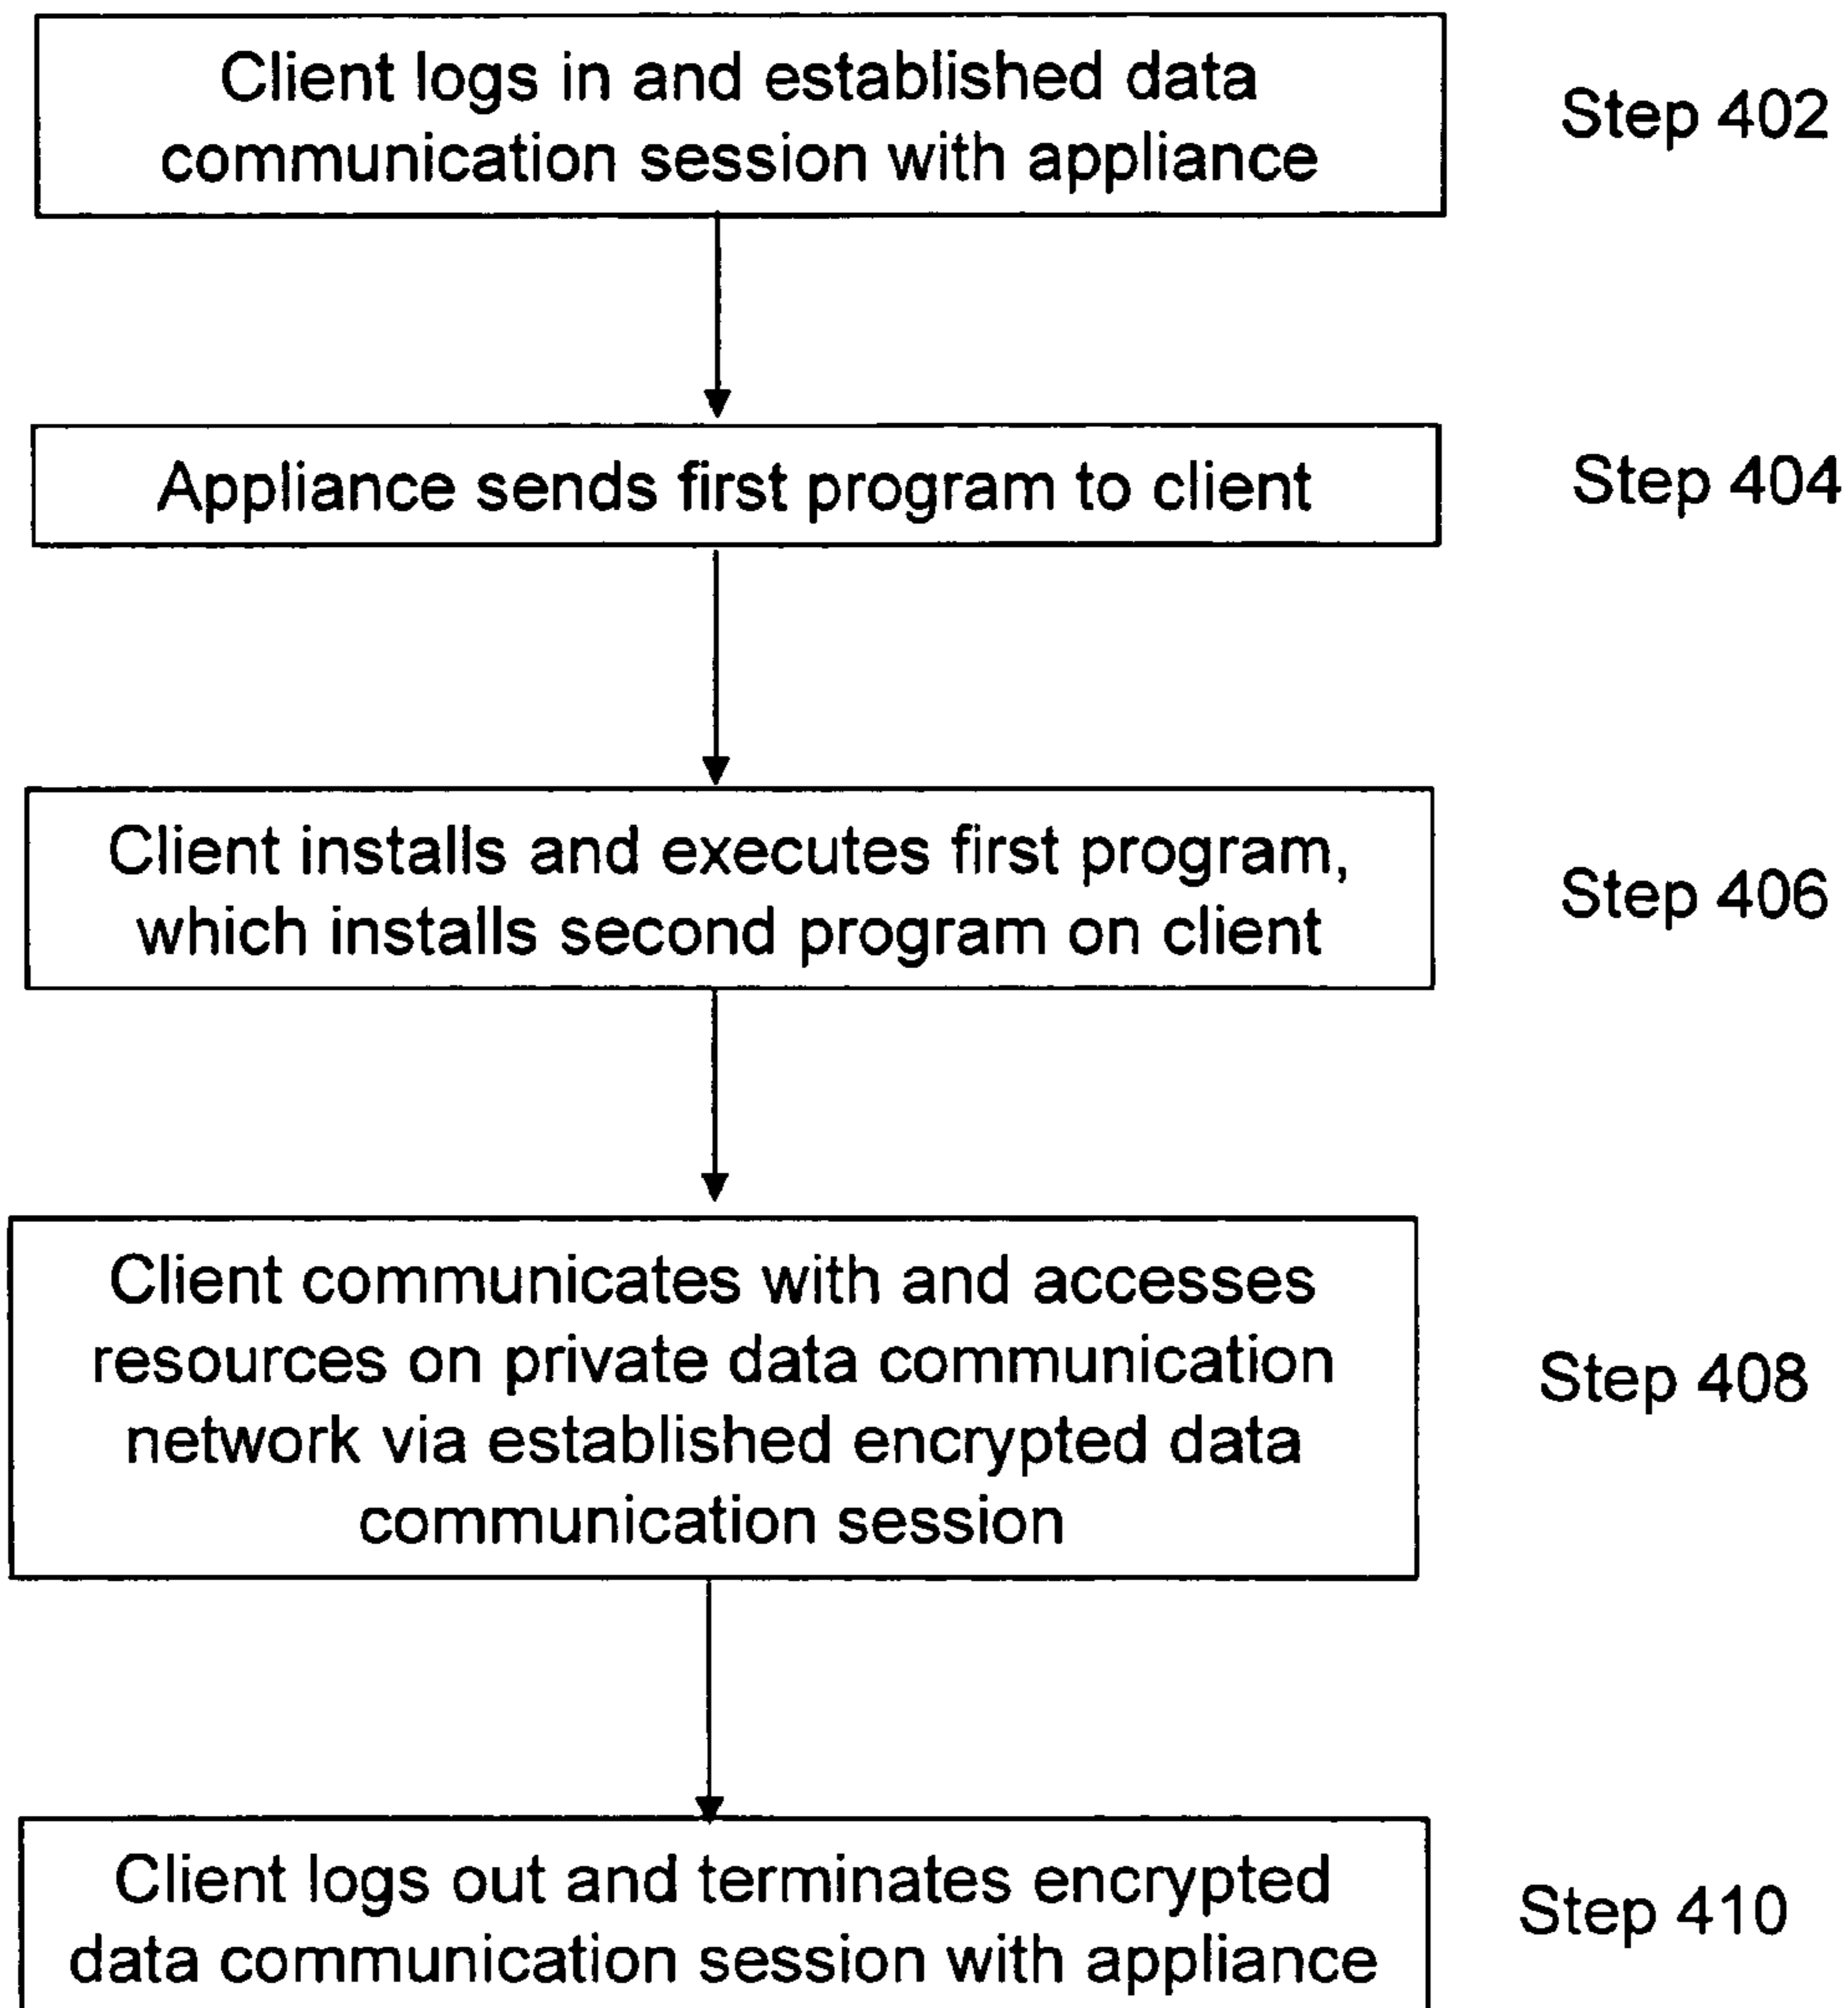 Client logs in and established data
communication session with appliance
Step 402
Appliance sends first program to client
Step 404
Client installs and executes first program,
which installs second program on client
Step 406
Client communicates with and accesses
resources on private data communication
network via established encrypted data
communication session
Step 408
Client logs out and terminates encrypted
data communication session with appliance
Step 410